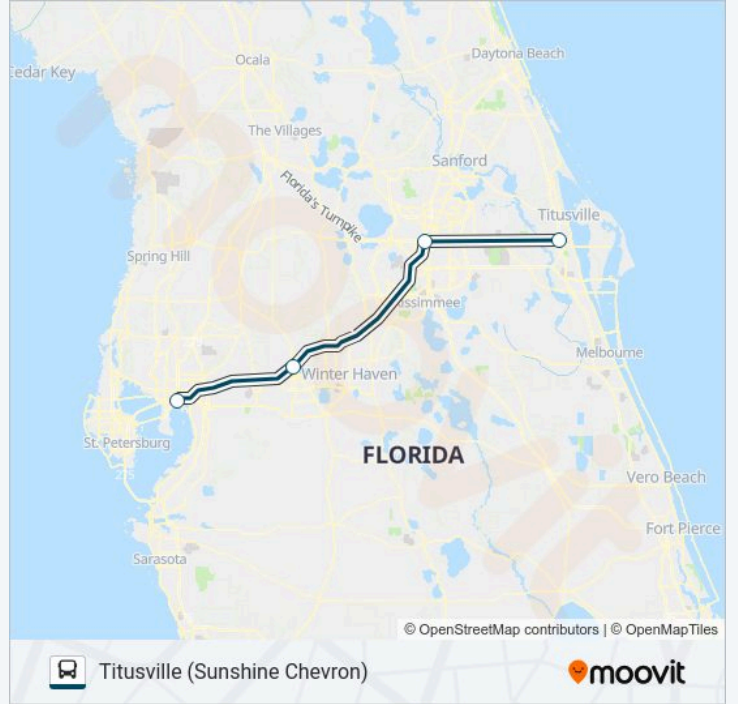 Daytona Beach
Ocala
Cedar Key
The Villages
Sanford
Florida's Turnpike
Titusville
Spring Hill
issimmee
Melbourne
Winter Haven
St. Petersburg
FLORIDA
Vero Beach
Fort Pierce
Sarasota
© OpenStreetMap contributors | © OpenMapTiles
Titusville (Sunshine Chevron)
moovit